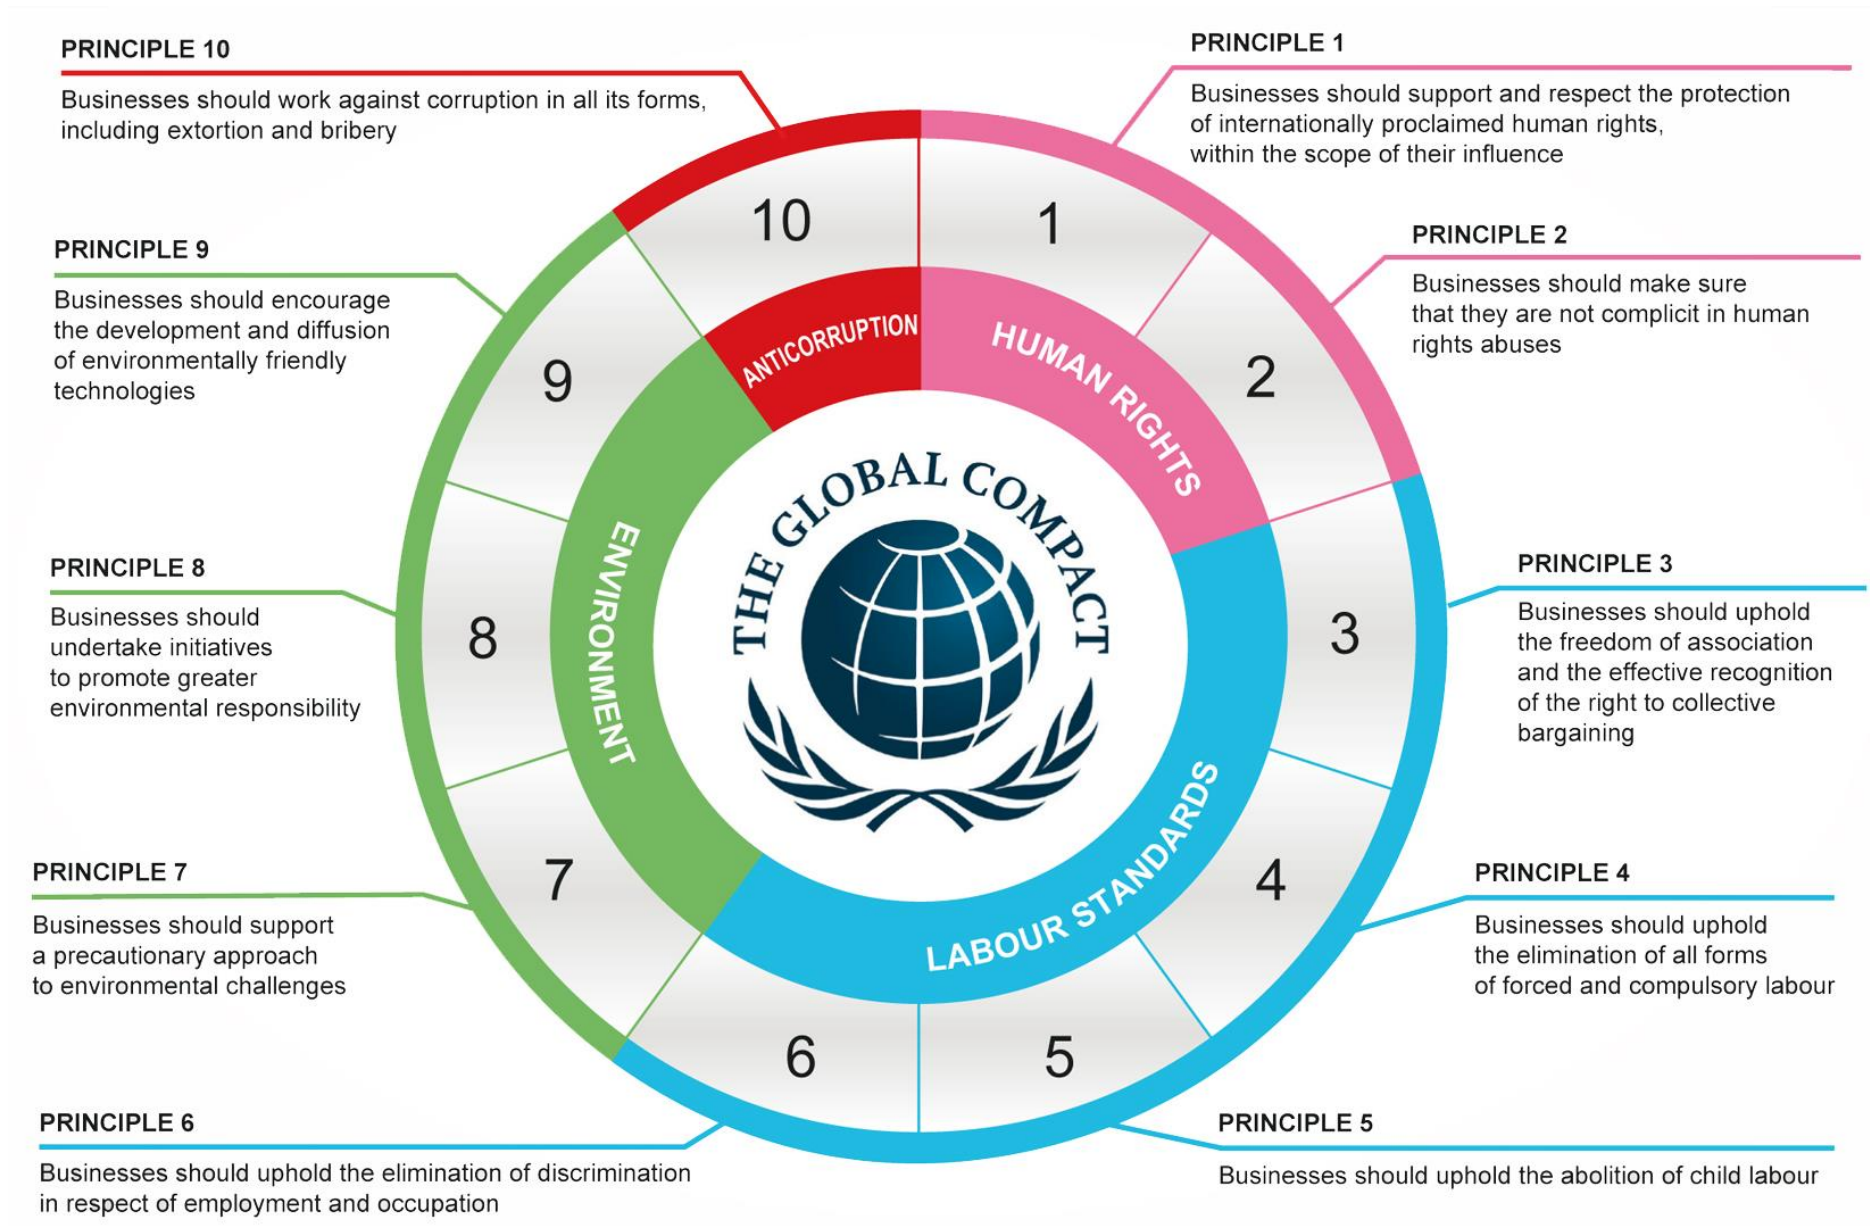 PRINCIPLE 10
Businesses should work against corruption in all its forms,
including extortion and bribery
PRINCIPLE 1
Businesses should support and respect the protection
of internationally proclaimed human rights,
within the scope of their influence
PRINCIPLE 9
Businesses should encourage
the development and diffusion
of environmentally friendly
technologies
PRINCIPLE 2
Businesses should make sure
that they are not complicit in human
rights abuses
PRINCIPLE 8
Businesses should
undertake initiatives
to promote greater
environmental responsibility
PRINCIPLE 3
Businesses should uphold
the freedom of association
and the effective recognition
of the right to collective
bargaining
PRINCIPLE 7
Businesses should support
a precautionary approach
to environmental challenges
PRINCIPLE 4
Businesses should uphold
the elimination of all forms
of forced and compulsory labour
PRINCIPLE 6
Businesses should uphold the elimination of discrimination
in respect of employment and occupation
PRINCIPLE 5
Businesses should uphold the abolition of child labour
10
1
9
2
8
3
7
4
6
5
ANTICORRUPTION
HUMAN RIGHTS
ENVIRONMENT
LABOUR STANDARDS
THE GLOBAL COMPACT